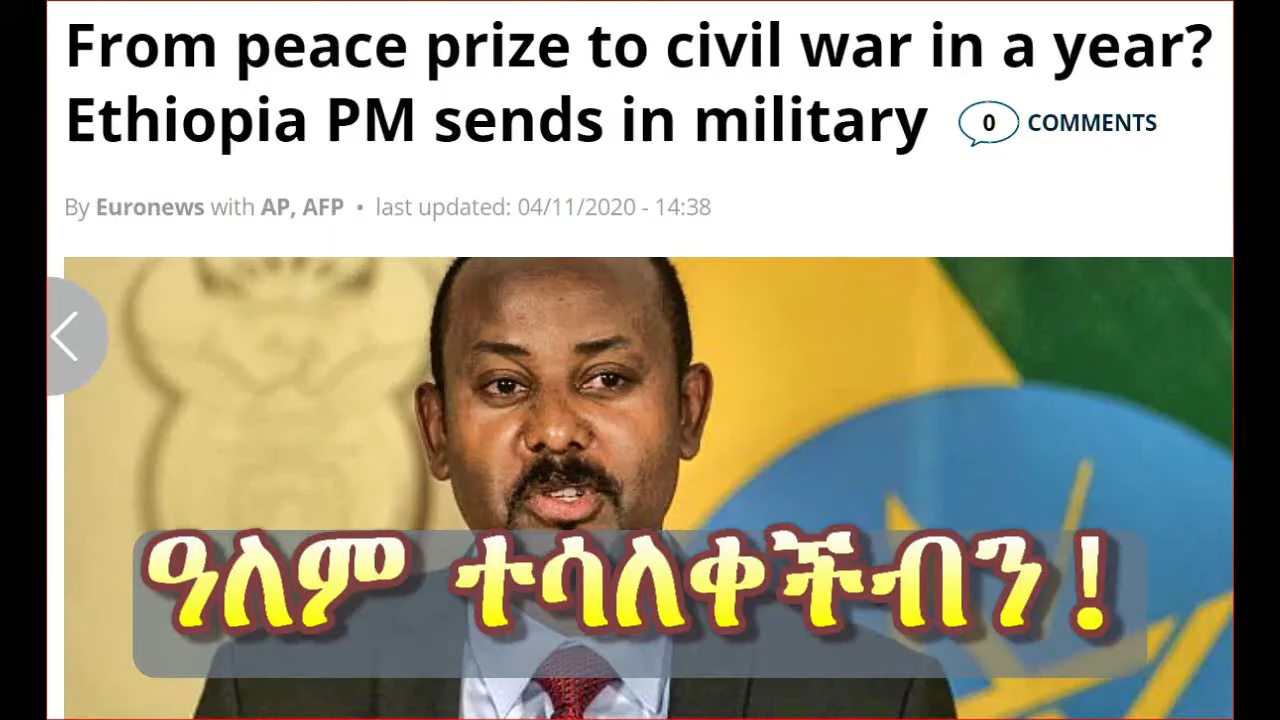 From peace prize to civil war in a year?
Ethiopia PM sends in military
0 COMMENTS
By Euronews with AP, AFP • last updated: 04/11/2020 - 14:38
ዓለም ተሳለቀችብን !